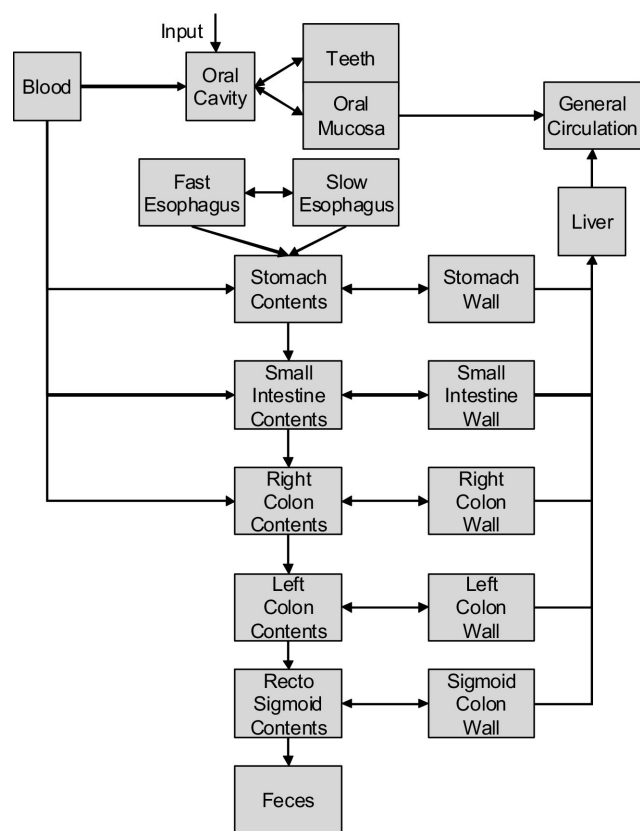 Input
Blood
Oral
Cavity
Teeth
Oral
Mucosa
General
Circulation
Fast
Esophagus
Slow
Esophagus
Liver
Stomach
Contents
Stomach
Wall
Small
Intestine
Contents
Small
Intestine
Wall
Right
Colon
Contents
Right
Colon
Wall
Left
Colon
Contents
Left
Colon
Wall
Recto
Sigmoid
Contents
Sigmoid
Colon
Wall
Feces